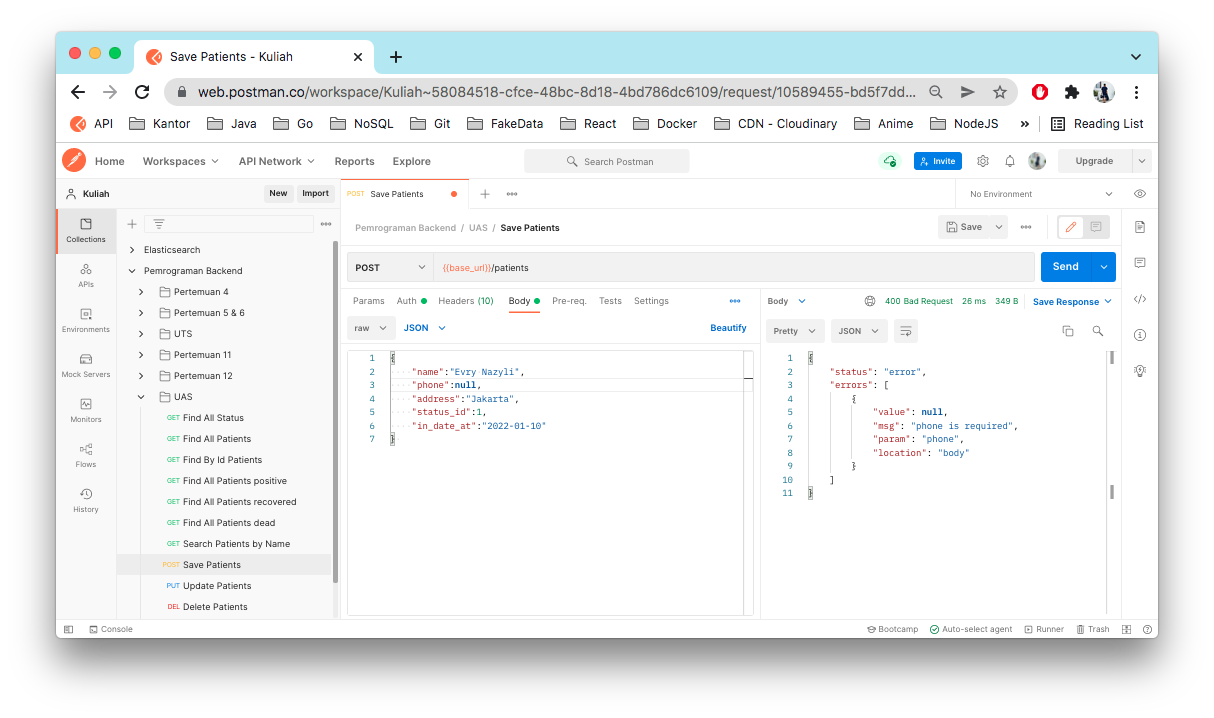 Save Patients - Kuliah
web.postman.co/workspace/Kuliah~58084518-cfce-48bc-8d18-4bd786dc6109/request/10589455-bd5f7dd...
API Kantor Java Go NoSQL Git FakeData React Docker CDN - Cloudinary Anime NodeJS » Reading List
Home Workspaces API Network Reports Explore Search Postman Invite Upgrade
Kuliah New Import POST Save Patients No Environment
Collections
APIs
Environments
Mock Servers
Monitors
Flows
History
Elasticsearch
Pemrograman Backend
Pertemuan 4
Pertemuan 5 & 6
UTS
Pertemuan 11
Pertemuan 12
UAS
GET Find All Status
GET Find All Patients
GET Find By Id Patients
GET Find All Patients positive
GET Find All Patients recovered
GET Find All Patients dead
GET Search Patients by Name
POST Save Patients
PUT Update Patients
DEL Delete Patients
Pemrograman Backend / UAS / Save Patients Save
POST {{base_url}}/patients Send
Params Auth Headers (10) Body Pre-req. Tests Settings
raw JSON Beautify
1 {
2 "name":"Evry Nazyli",
3 "phone":null,
4 "address":"Jakarta",
5 "status_id":1,
6 "in_date_at":"2022-01-10"
7 }
Body 400 Bad Request 26 ms 349 B Save Response
Pretty JSON
1 {
2 "status": "error",
3 "errors": [
4 {
5 "value": null,
6 "msg": "phone is required",
7 "param": "phone",
8 "location": "body"
9 }
10 ]
11 }
Console Bootcamp Auto-select agent Runner Trash